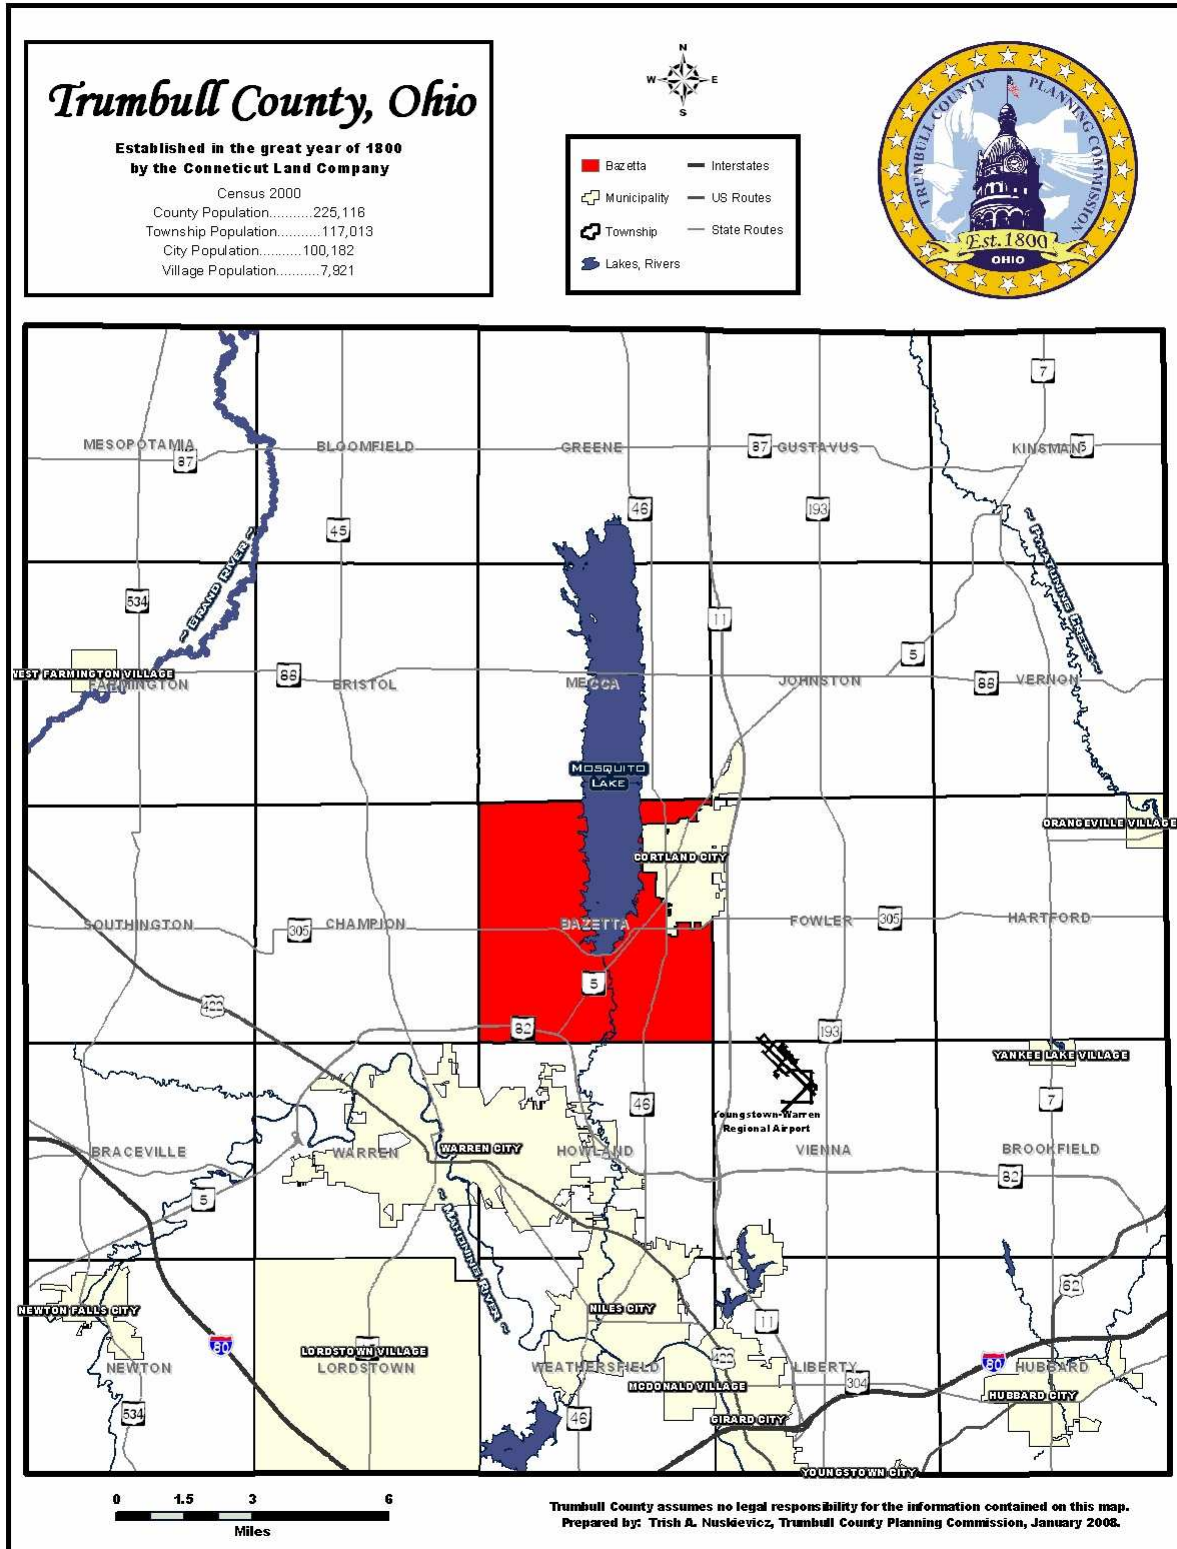 Trumbull County, Ohio
Established in the great year of 1800
by the Conneticut Land Company
Census 2000
County Population..........225,116
Township Population...........117,013
City Population..........100,182
Village Population...........7,921
N
W E
S
Bazetta
Municipality
Township
Lakes, Rivers
Interstates
US Routes
State Routes
TRUMBULL COUNTY PLANNING COMMISSION
Est. 1800
OHIO
7
MESOPOTAMIA
87
BLOOMFIELD
GREENE
87
GUSTAVUS
KINSMAN
5
46
193
45
~ GRAND RIVER ~
~ PYMATUNING CREEK ~
534
11
5
WEST FARMINGTON VILLAGE
FARMINGTON
88
BRISTOL
MECCA
JOHNSTON
88
VERNON
MOSQUITO
LAKE
ORANGEVILLE VILLAGE
CORTLAND CITY
SOUTHINGTON
305
CHAMPION
BAZETTA
FOWLER
305
HARTFORD
5
422
82
193
YANKEE LAKE VILLAGE
46
7
Youngstown-Warren
Regional Airport
BRACEVILLE
WARREN
WARREN CITY
HOWLAND
VIENNA
BROOKFIELD
82
5
~ MAHONING RIVER ~
62
NEWTON FALLS CITY
NILES CITY
11
80
LORDSTOWN VILLAGE
NEWTON
LORDSTOWN
WEATHERSFIELD
422
LIBERTY
80
HUBBARD
MCDONALD VILLAGE
304
HUBBARD CITY
534
46
GIRARD CITY
YOUNGSTOWN CITY
0 1.5 3 6
Miles
Trumbull County assumes no legal responsibility for the information contained on this map.
Prepared by: Trish A. Nuskievicz, Trumbull County Planning Commission, January 2008.